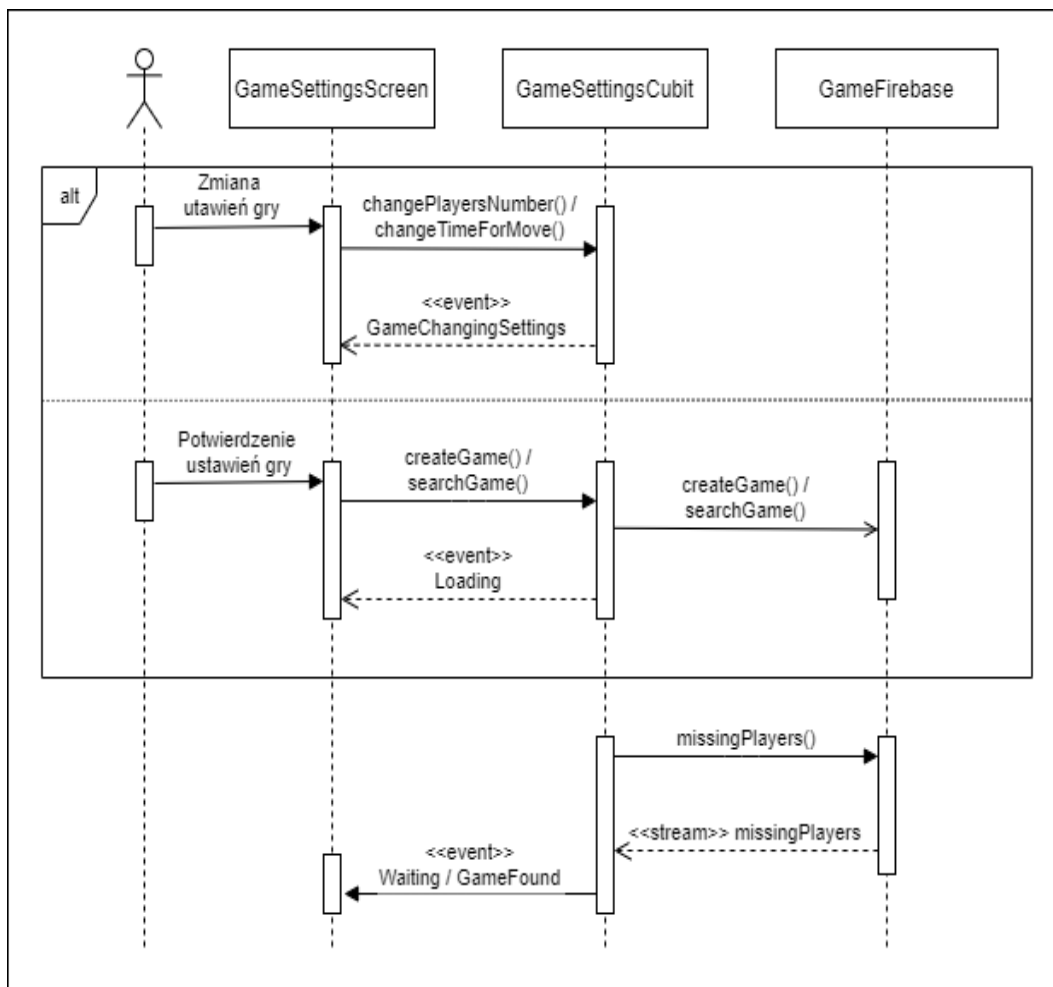 GameSettingsScreen
GameSettingsCubit
GameFirebase
alt
Zmiana
utawień gry
changePlayersNumber() /
changeTimeForMove()
<<event>>
GameChangingSettings
Potwierdzenie
ustawień gry
createGame() /
searchGame()
createGame() /
searchGame()
<<event>>
Loading
missingPlayers()
<<stream>> missingPlayers
<<event>>
Waiting / GameFound